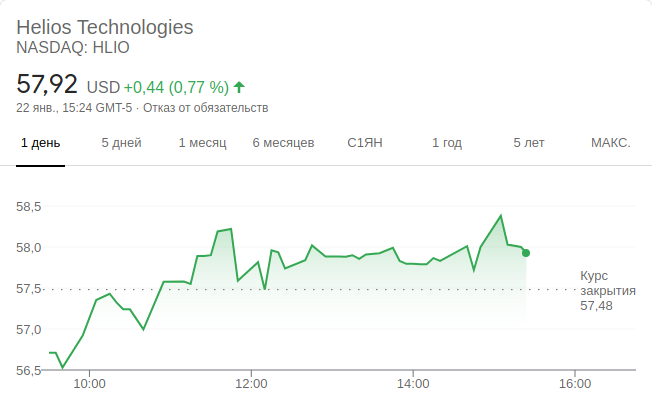 Helios Technologies
NASDAQ: HLIO
57,92 USD +0,44 (0,77 %)
22 янв., 15:24 GMT-5 · Отказ от обязательств
1 день 5 дней 1 месяц 6 месяцев С1ЯН 1 год 5 лет МАКС.
58,5
58,0
57,5
57,0
56,5
Курс
закрытия
57,48
10:00 12:00 14:00 16:00